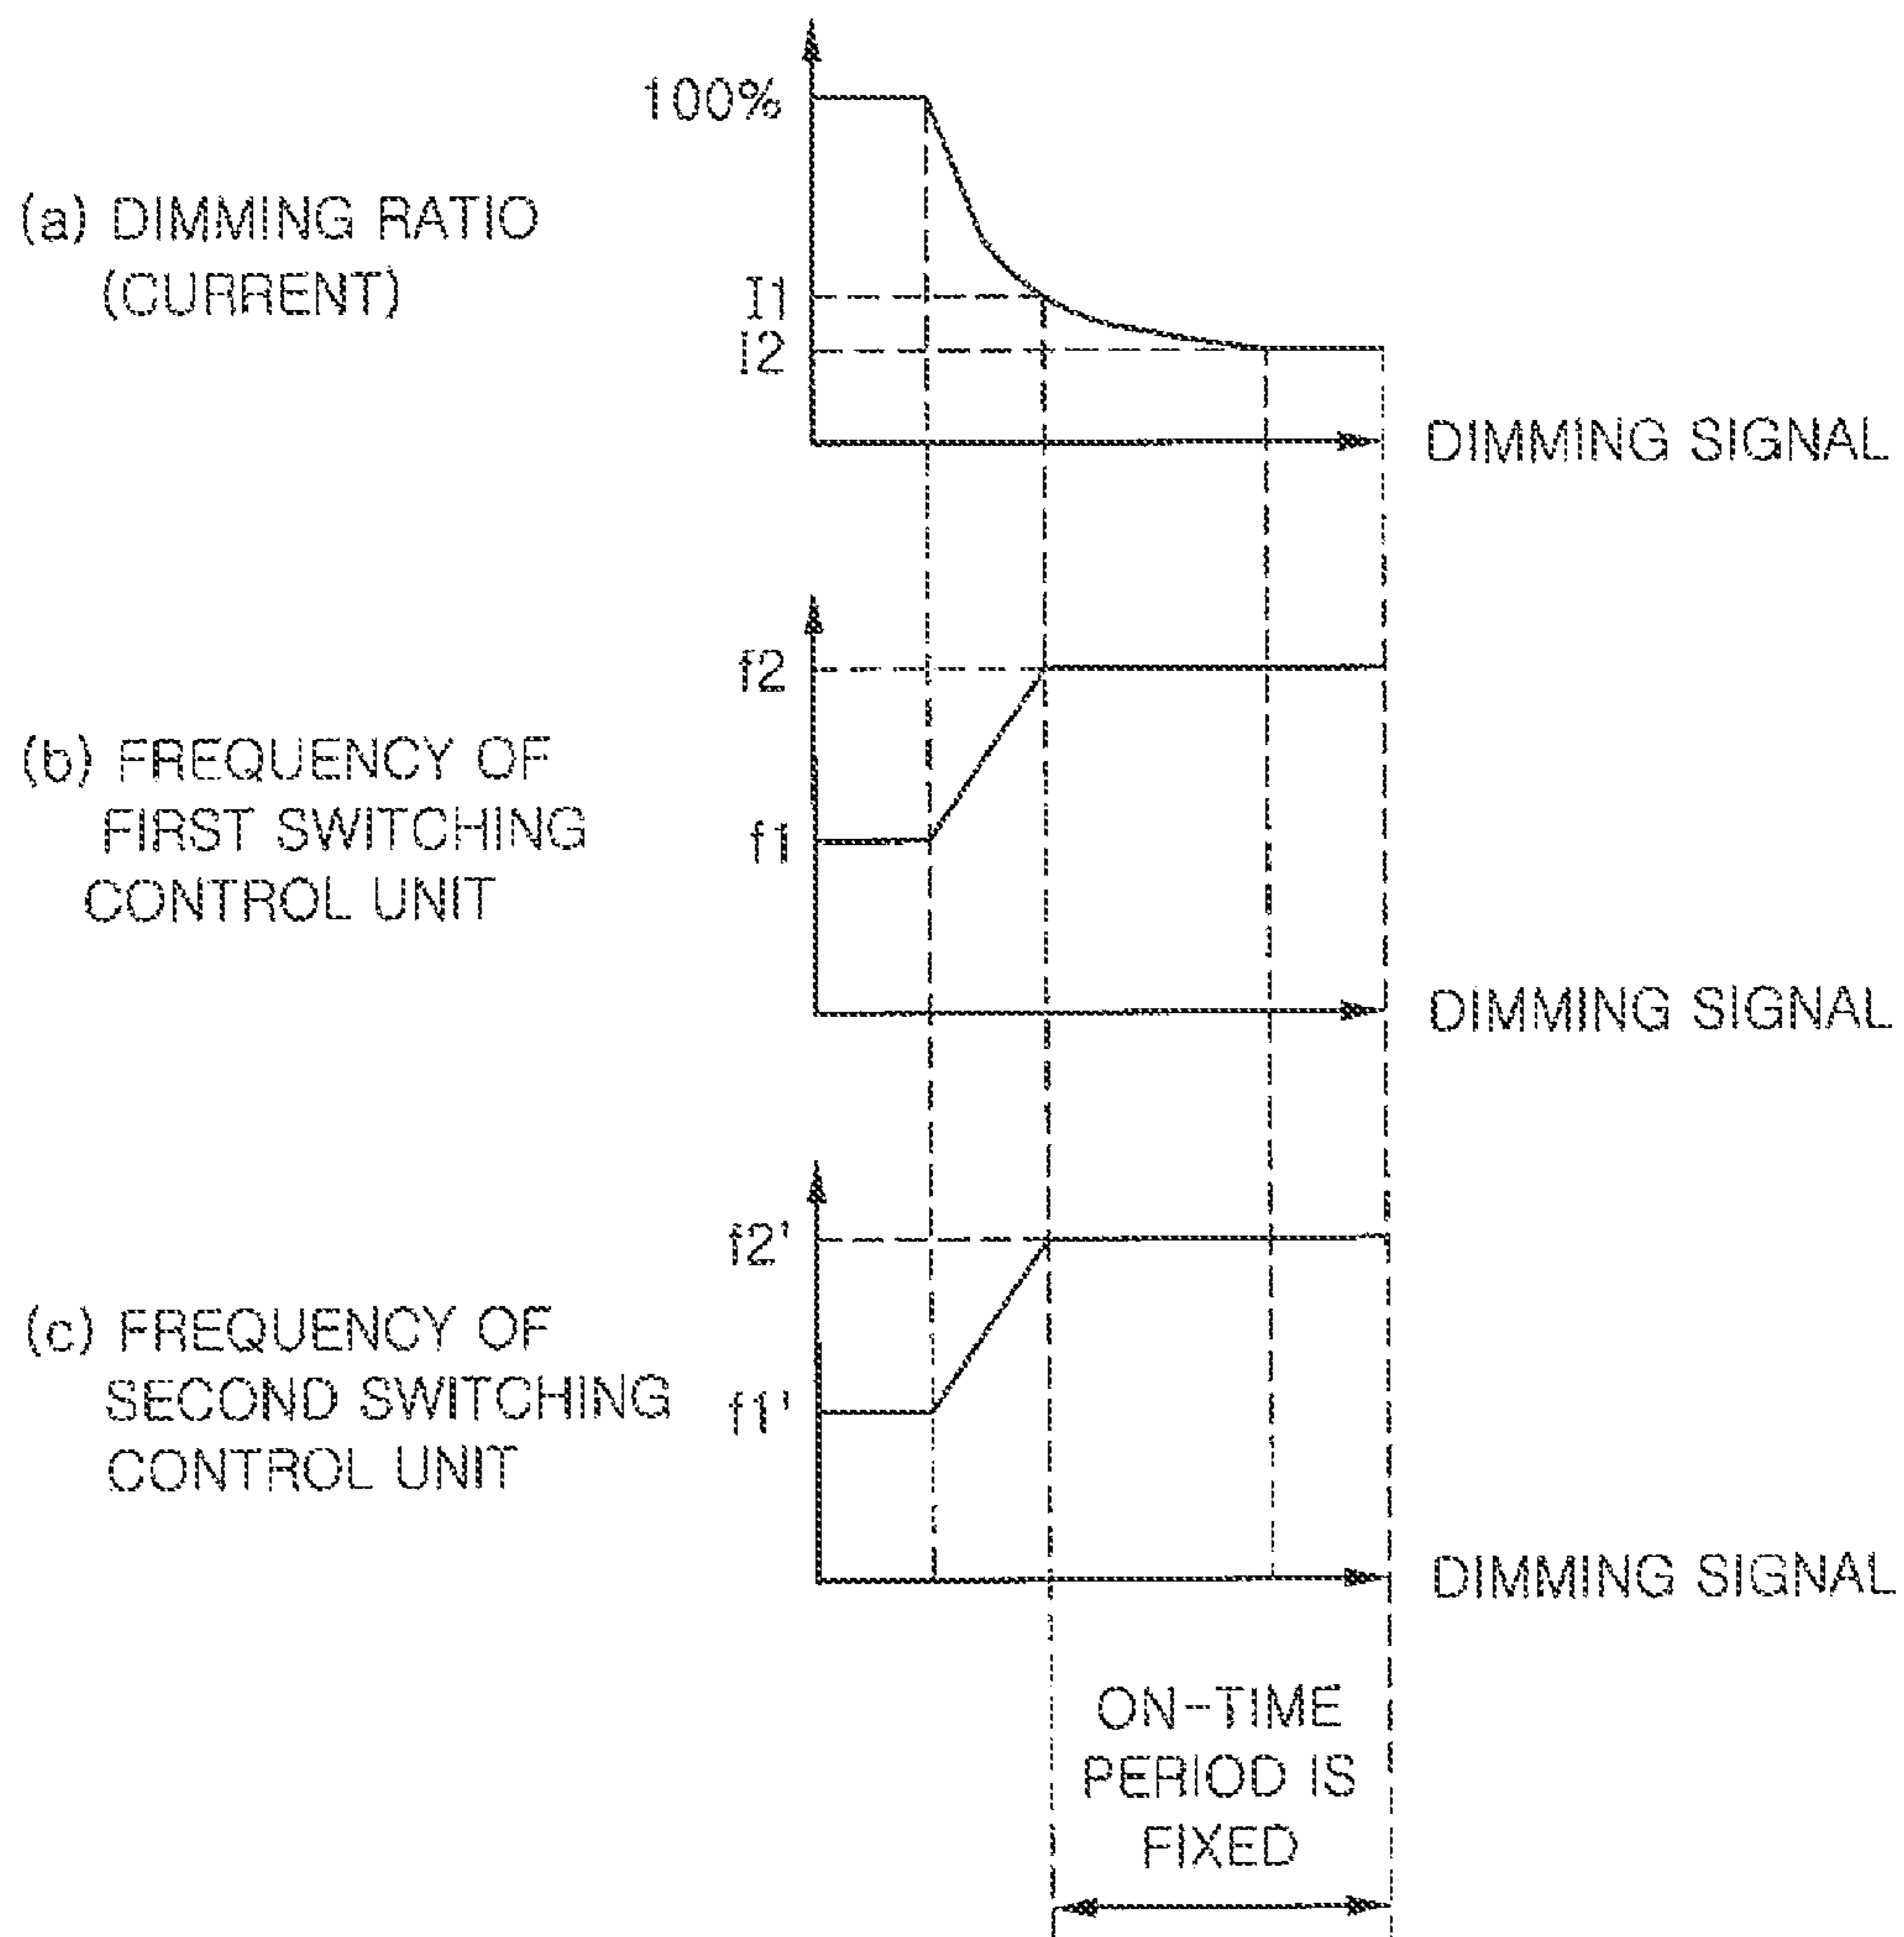 100%
(a) DIMMING RATIO
(CURRENT)
I1
I2
DIMMING SIGNAL
f2
(b) FREQUENCY OF
FIRST SWITCHING
CONTROL UNIT
f1
DIMMING SIGNAL
f2'
(c) FREQUENCY OF
SECOND SWITCHING
CONTROL UNIT
f1'
DIMMING SIGNAL
ON-TIME
PERIOD IS
FIXED